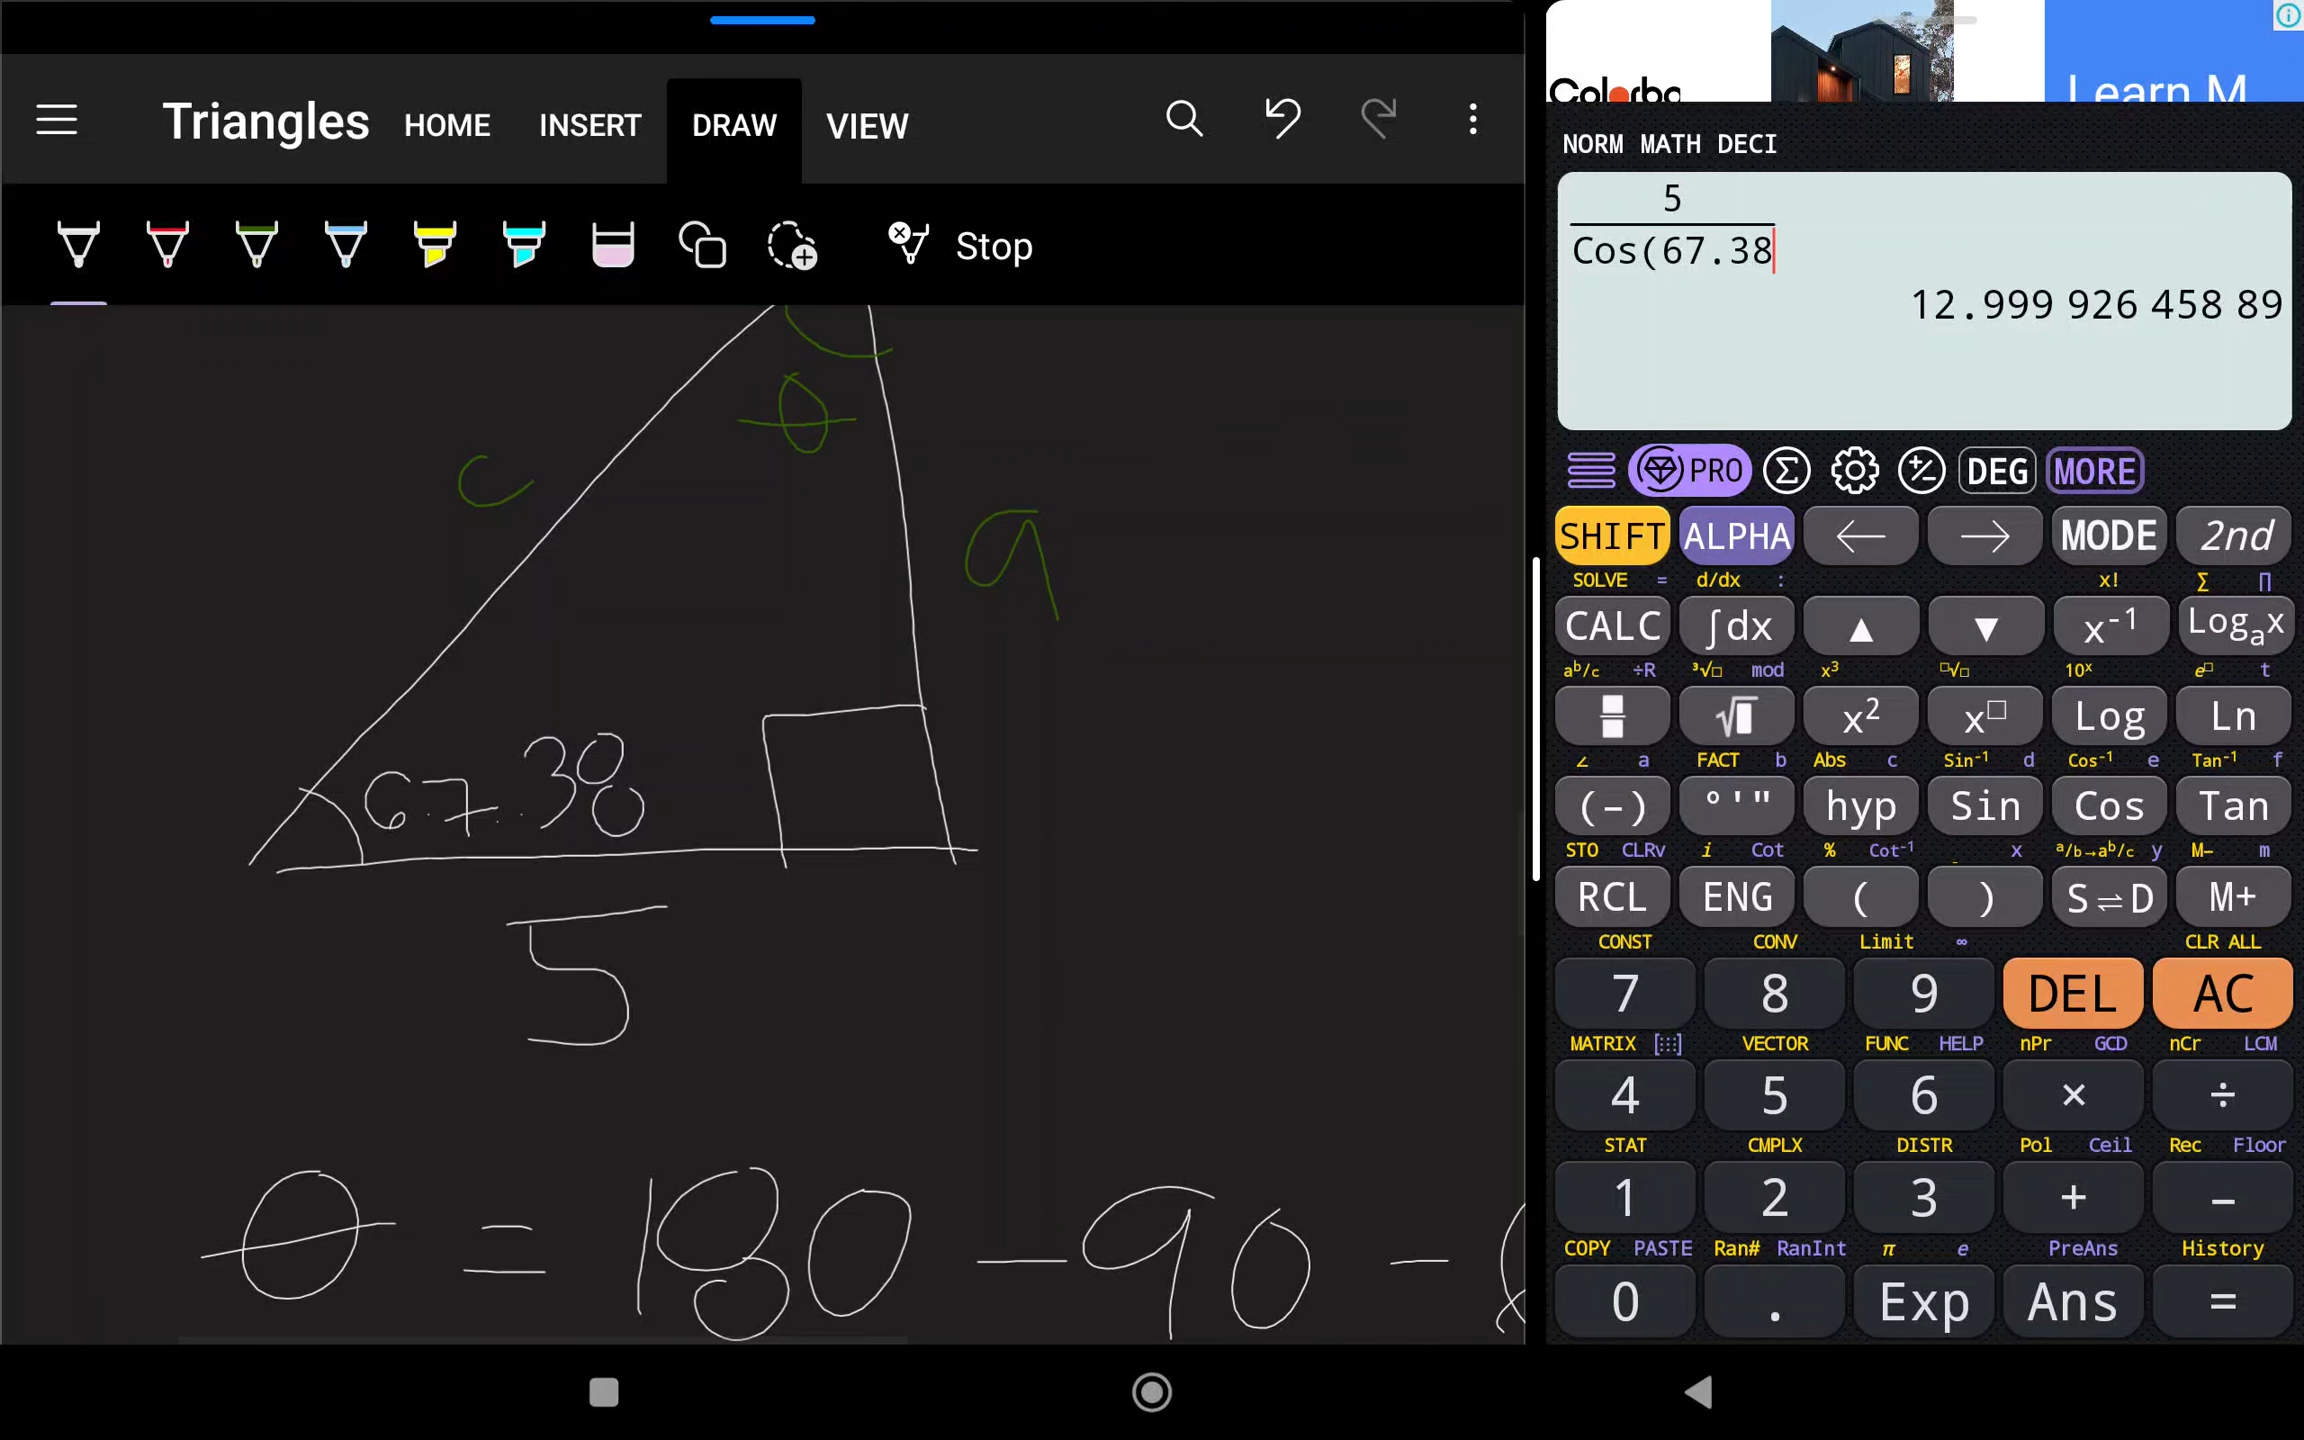 Colorbo
Learn M
Triangles HOME INSERT DRAW VIEW
Stop
NORM MATH DECI
5
Cos(67.38
12.999 926 458 89
PRO Σ DEG MORE
SHIFT ALPHA ← → MODE 2nd
SOLVE = d/dx : x! Σ ∏
CALC ∫dx ▲ ▼ x⁻¹ Logₐx
aᵇ/c ÷R ³√□ mod x³ □√□ 10ˣ e□ t
√ x² x□ Log Ln
∠ a FACT b Abs c Sin⁻¹ d Cos⁻¹ e Tan⁻¹ f
(−) °'" hyp Sin Cos Tan
STO CLRv i Cot % Cot⁻¹ x a/b→aᵇ/c y M− m
RCL ENG ( ) S⇌D M+
CONST CONV Limit ∞ CLR ALL
7 8 9 DEL AC
MATRIX VECTOR FUNC HELP nPr GCD nCr LCM
4 5 6 × ÷
STAT CMPLX DISTR Pol Ceil Rec Floor
1 2 3 + −
COPY PASTE Ran# RanInt π e PreAns History
0 . Exp Ans =
θ
c
a
67.38
5
θ = 180 − 90 −